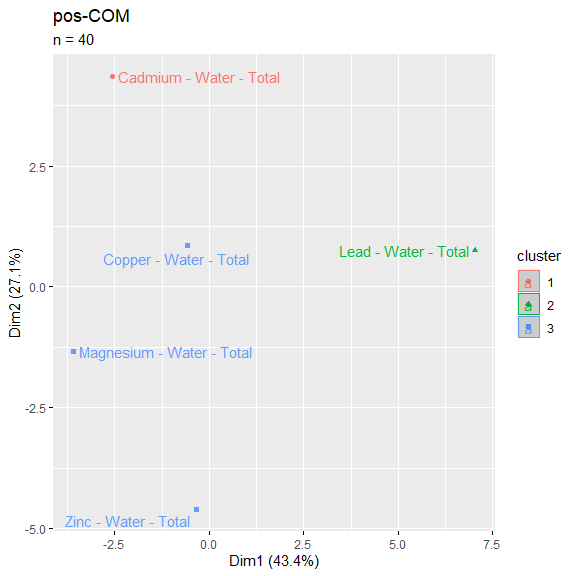 pos-COM
n = 40
Cadmium - Water - Total
2.5
Lead - Water - Total
Copper - Water - Total
cluster
1
0.0
2
3
Dim2 (27.1%)
Magnesium - Water - Total
-2.5
Zinc - Water - Total
-5.0
-2.5
0.0
2.5
5.0
7.5
Dim1 (43.4%)